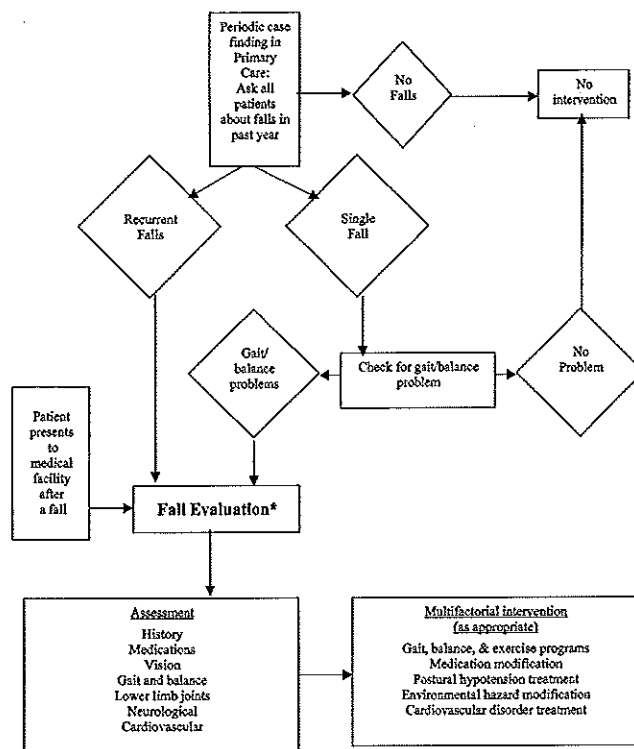 Periodic case
finding in
Primary
Care:
Ask all
patients
about falls in
past year
No
Falls
No
intervention
Recurrent
Falls
Single
Fall
Gait/
balance
problems
Check for gait/balance
problem
No
Problem
Patient
presents
to
medical
facility
after
a fall
Fall Evaluation*
Assessment
History
Medications
Vision
Gait and balance
Lower limb joints
Neurological
Cardiovascular
Multifactorial intervention
(as appropriate)
Gait, balance, & exercise programs
Medication modification
Postural hypotension treatment
Environmental hazard modification
Cardiovascular disorder treatment